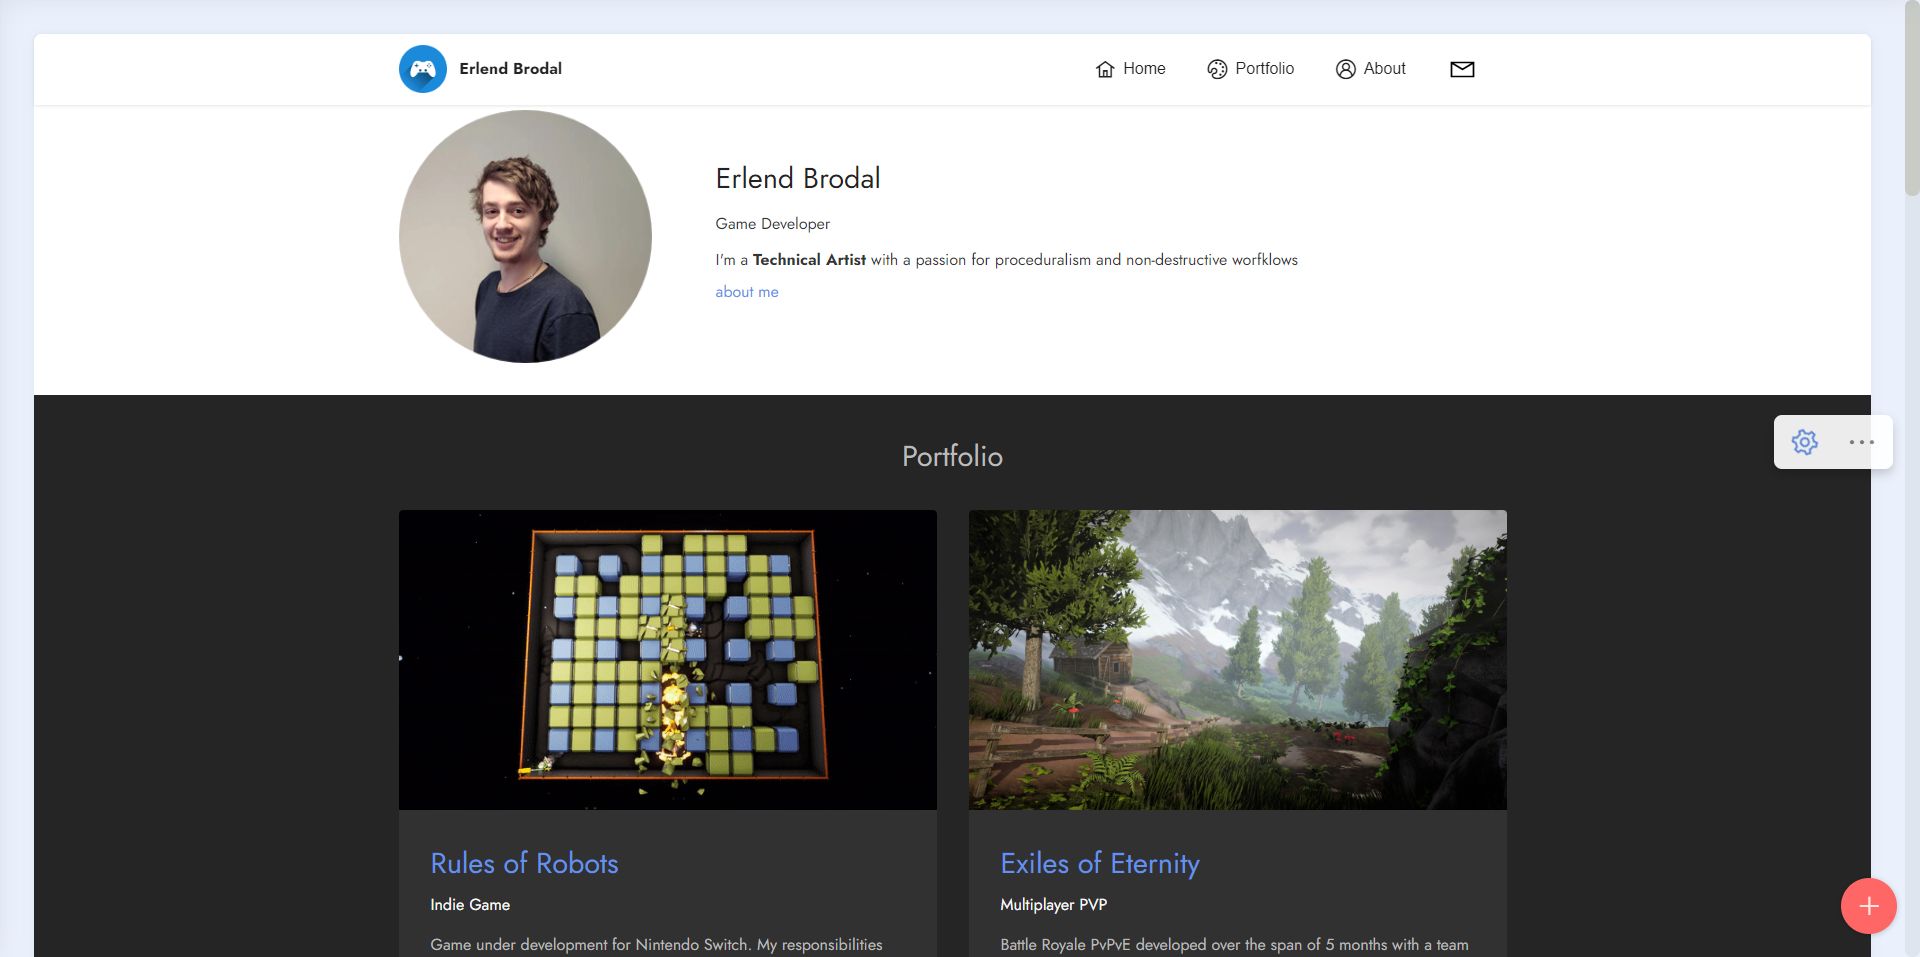 Erlend Brodal
Home
Portfolio
About
Erlend Brodal
Game Developer
I'm a Technical Artist with a passion for proceduralism and non-destructive worfklows
about me
Portfolio
Rules of Robots
Indie Game
Game under development for Nintendo Switch. My responsibilities
Exiles of Eternity
Multiplayer PVP
Battle Royale PvPvE developed over the span of 5 months with a team